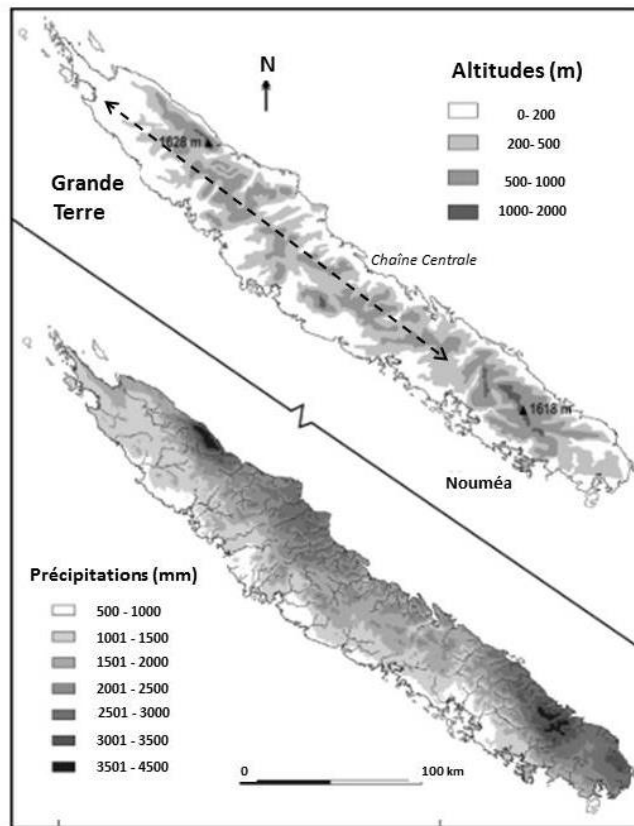 N
Altitudes (m)
0- 200
200- 500
500- 1000
1000- 2000
1628 m
Grande
Terre
Chaîne Centrale
1618 m
Nouméa
Précipitations (mm)
500 - 1000
1001 - 1500
1501 - 2000
2001 - 2500
2501 - 3000
3001 - 3500
3501 - 4500
0
100 km